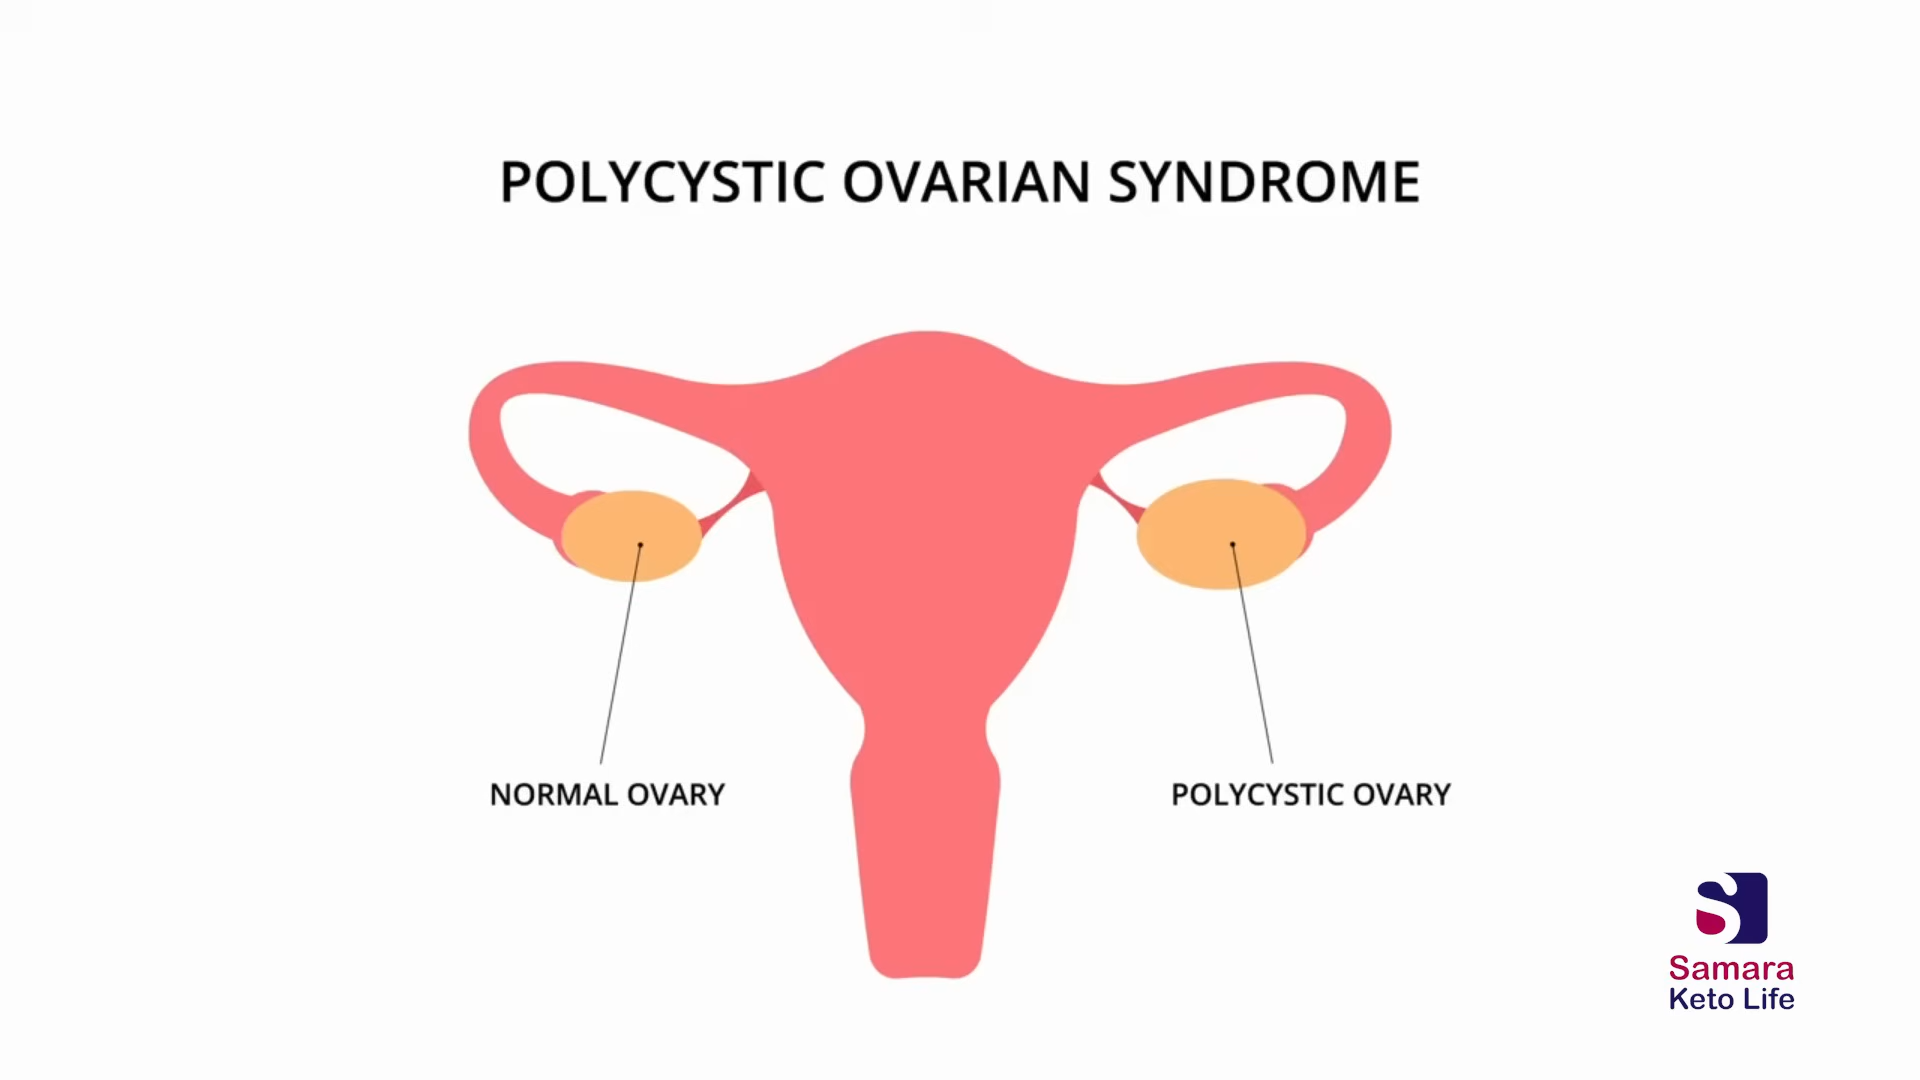 POLYCYSTIC OVARIAN SYNDROME
NORMAL OVARY
POLYCYSTIC OVARY
Samara
Keto Life